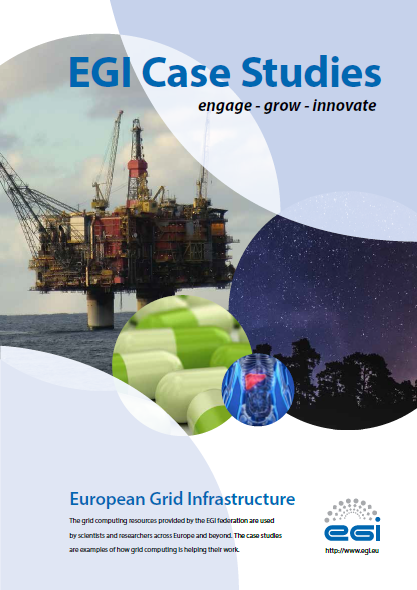 EGI Case Studies
engage - grow - innovate
European Grid Infrastructure
The grid computing resources provided by the EGI federation are used
by scientists and researchers across Europe and beyond. The case studies
are examples of how grid computing is helping their work.
egi
http://www.egi.eu